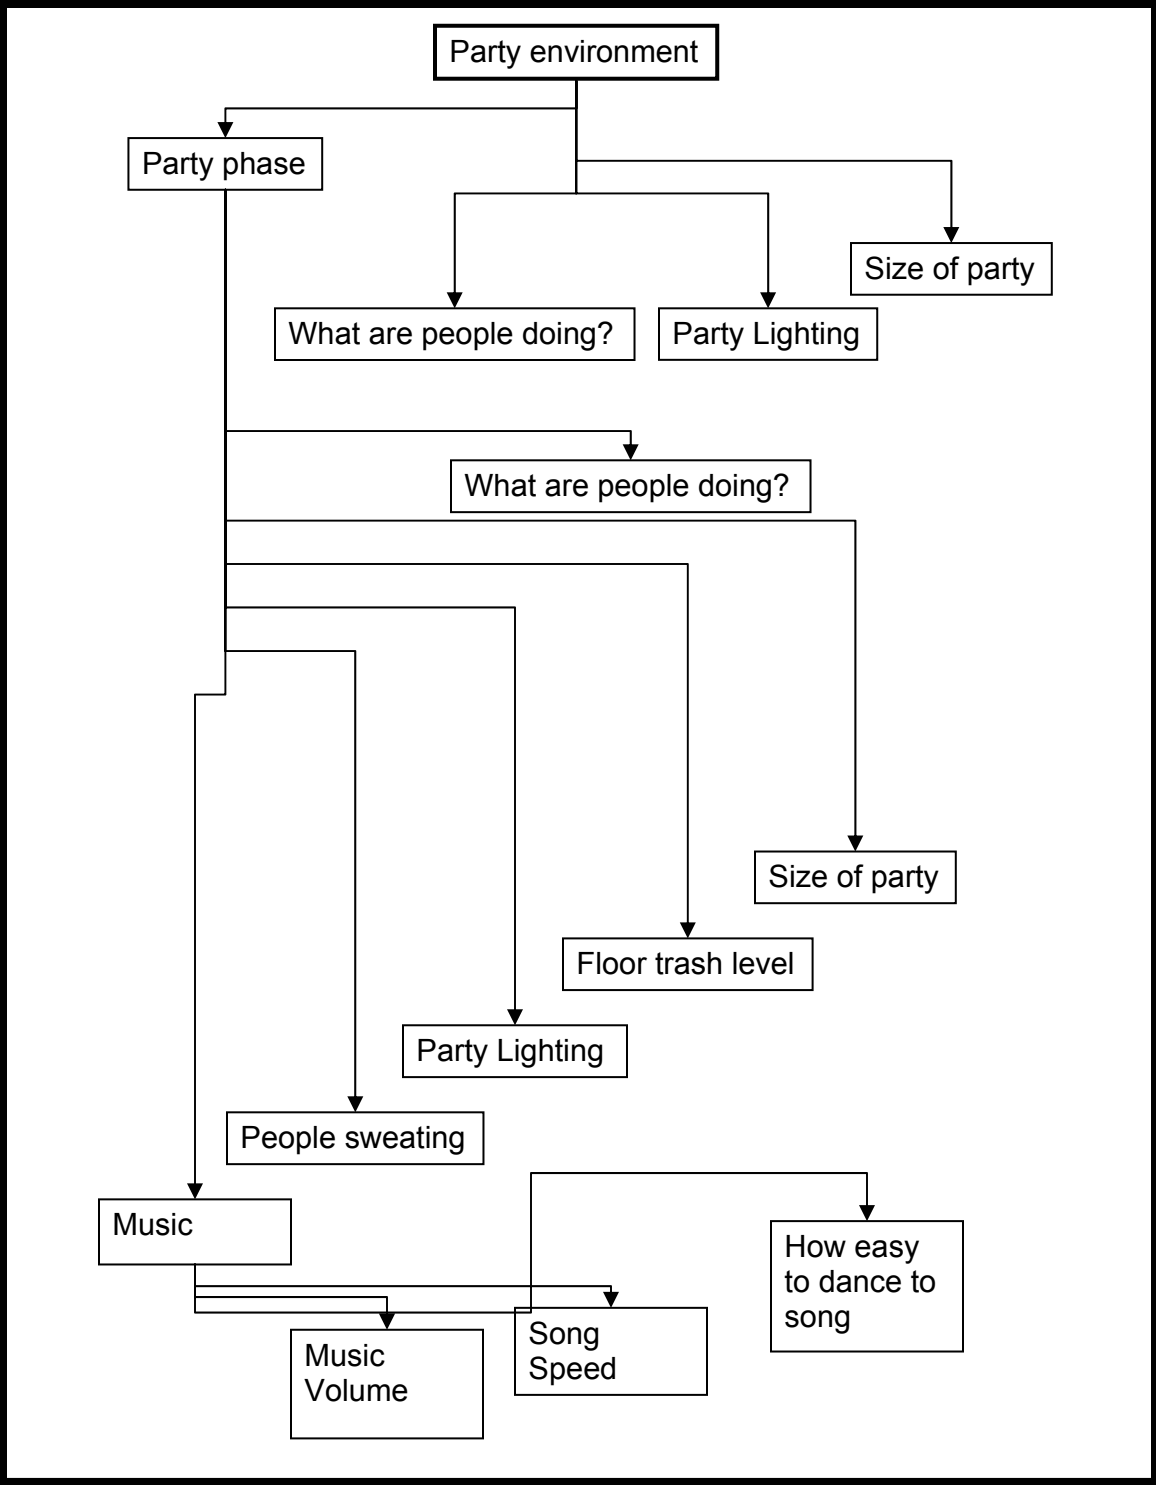 Party environment
Party phase
Size of party
What are people doing?
Party Lighting
What are people doing?
Size of party
Floor trash level
Party Lighting
People sweating
Music
How easy
to dance to
song
Song
Speed
Music
Volume